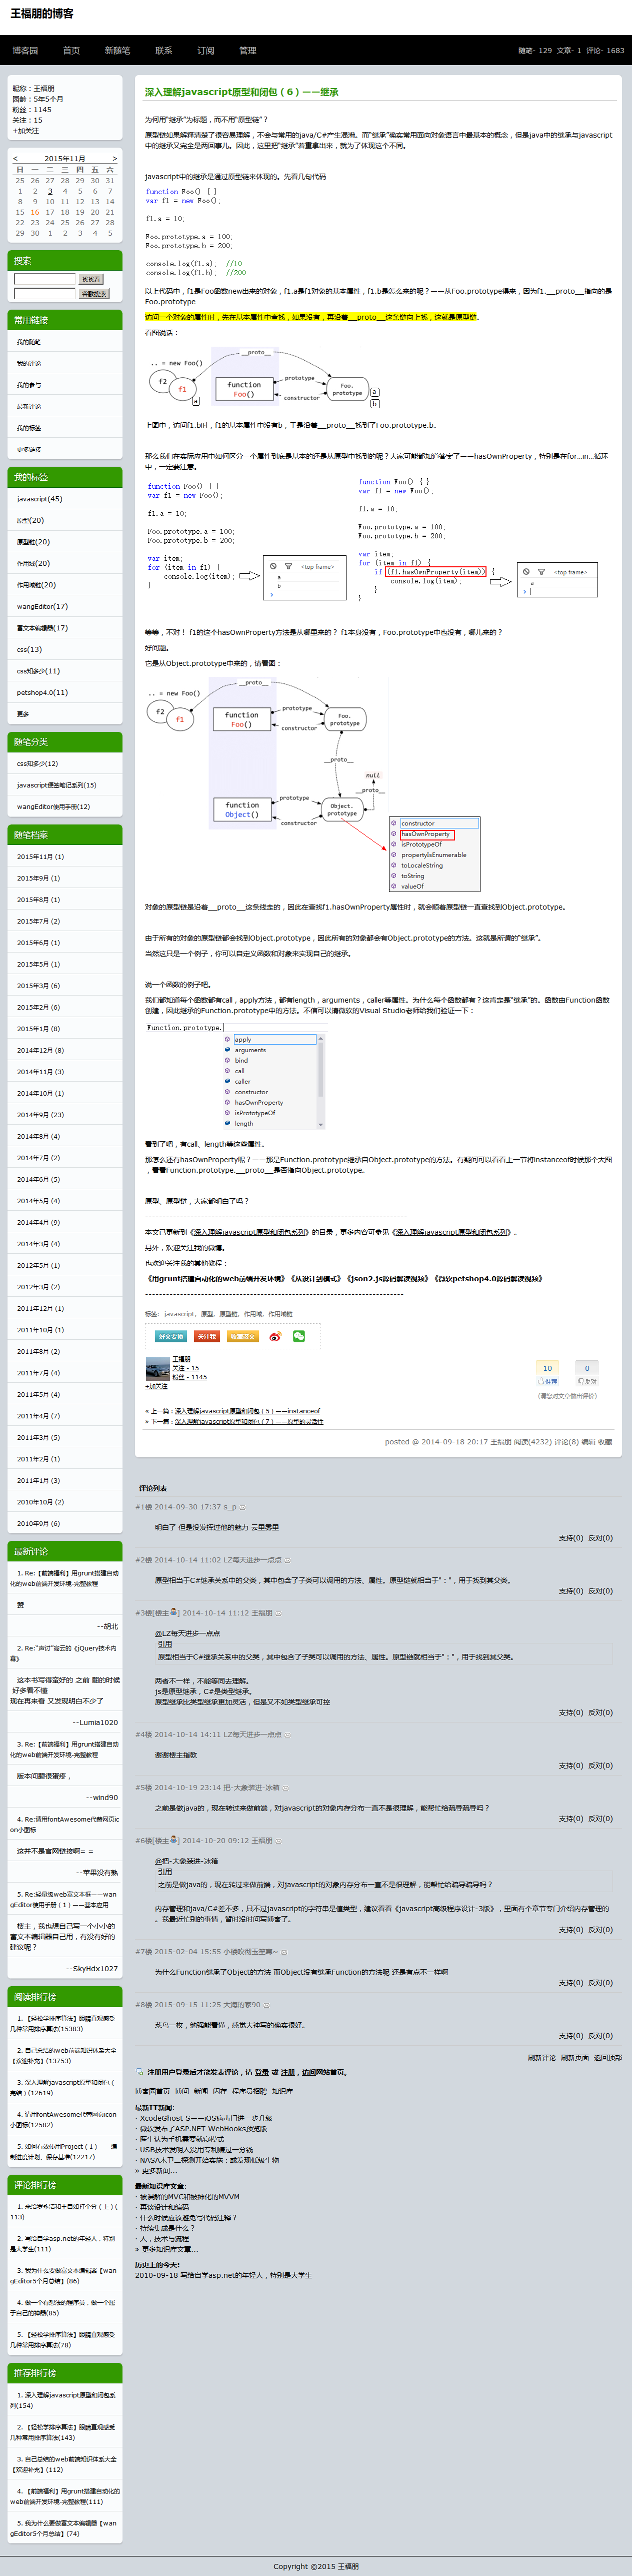 王福朋的博客
博客园 首页 新随笔 联系 订阅 管理
随笔- 129 文章- 1 评论- 1683
昵称：王福朋
园龄：5年5个月
粉丝：1145
关注：15
+加关注
< 2015年11月 >
日 一 二 三 四 五 六
25 26 27 28 29 30 31
1 2 3 4 5 6 7
8 9 10 11 12 13 14
15 16 17 18 19 20 21
22 23 24 25 26 27 28
29 30 1 2 3 4 5
搜索
找找看
谷歌搜索
常用链接
我的随笔
我的评论
我的参与
最新评论
我的标签
更多链接
我的标签
javascript(45)
原型(20)
原型链(20)
作用域(20)
作用域链(20)
wangEditor(17)
富文本编辑器(17)
css(13)
css知多少(11)
petshop4.0(11)
更多
随笔分类
css知多少(12)
javascript便签笔记系列(15)
wangEditor使用手册(12)
随笔档案
2015年11月 (1)
2015年9月 (1)
2015年8月 (1)
2015年7月 (2)
2015年6月 (1)
2015年5月 (1)
2015年3月 (6)
2015年2月 (6)
2015年1月 (8)
2014年12月 (8)
2014年11月 (3)
2014年10月 (1)
2014年9月 (23)
2014年8月 (4)
2014年7月 (2)
2014年6月 (5)
2014年5月 (4)
2014年4月 (9)
2014年3月 (4)
2012年5月 (1)
2012年3月 (2)
2011年12月 (1)
2011年10月 (1)
2011年8月 (2)
2011年7月 (4)
2011年5月 (4)
2011年4月 (7)
2011年3月 (5)
2011年2月 (1)
2011年1月 (3)
2010年10月 (2)
2010年9月 (6)
最新评论
1. Re:【前端福利】用grunt搭建自动
化的web前端开发环境-完整教程
赞
--胡北
2. Re:“声讨”高云的《jQuery技术内
幕》
这本书写得蛮好的 之前 翻的时候
好多看不懂
现在再来看 又发现明白不少了
--Lumia1020
3. Re:【前端福利】用grunt搭建自动
化的web前端开发环境-完整教程
版本问题很蛋疼，
--wind90
4. Re:请用fontAwesome代替网页ic
on小图标
这并不是官网链接啊= =
--苹果没有熟
5. Re:轻量级web富文本框——wan
gEditor使用手册（1）——基本应用
楼主，我也想自己写一个小小的
富文本编辑器自己用，有没有好的
建议呢？
--SkyHdx1027
阅读排行榜
1. 【轻松学排序算法】眼睛直观感受
几种常用排序算法(15383)
2. 自己总结的web前端知识体系大全
【欢迎补充】(13753)
3. 深入理解javascript原型和闭包（
完结）(12619)
4. 请用fontAwesome代替网页icon
小图标(12582)
5. 如何有效使用Project（1）——编
制进度计划、保存基准(12217)
评论排行榜
1. 来给罗永浩和王自如打个分（上）(
113)
2. 写给自学asp.net的年轻人，特别
是大学生(111)
3. 我为什么要做富文本编辑器【wan
gEditor5个月总结】(86)
4. 做一个有想法的程序员，做一个属
于自己的神器(85)
5. 【轻松学排序算法】眼睛直观感受
几种常用排序算法(78)
推荐排行榜
1. 深入理解javascript原型和闭包系
列(154)
2. 【轻松学排序算法】眼睛直观感受
几种常用排序算法(143)
3. 自己总结的web前端知识体系大全
【欢迎补充】(112)
4. 【前端福利】用grunt搭建自动化的
web前端开发环境-完整教程(111)
5. 我为什么要做富文本编辑器【wan
gEditor5个月总结】(74)
深入理解javascript原型和闭包（6）——继承
为何用“继承”为标题，而不用“原型链”？
原型链如果解释清楚了很容易理解，不会与常用的java/C#产生混淆。而“继承”确实常用面向对象语言中最基本的概念，但是java中的继承与javascript
中的继承又完全是两回事儿。因此，这里把“继承”着重拿出来，就为了体现这个不同。
javascript中的继承是通过原型链来体现的。先看几句代码
function Foo() { }
var f1 = new Foo();
f1.a = 10;
Foo.prototype.a = 100;
Foo.prototype.b = 200;
console.log(f1.a); //10
console.log(f1.b); //200
以上代码中，f1是Foo函数new出来的对象，f1.a是f1对象的基本属性，f1.b是怎么来的呢？——从Foo.prototype得来，因为f1.__proto__指向的是
Foo.prototype
访问一个对象的属性时，先在基本属性中查找，如果没有，再沿着__proto__这条链向上找，这就是原型链。
看图说话：
__proto__
.. = new Foo()
f2
f1
a
function
Foo()
prototype
constructor
Foo.
prototype
a
b
上图中，访问f1.b时，f1的基本属性中没有b，于是沿着__proto__找到了Foo.prototype.b。
那么我们在实际应用中如何区分一个属性到底是基本的还是从原型中找到的呢？大家可能都知道答案了——hasOwnProperty，特别是在for…in…循环
中，一定要注意。
function Foo() { }
var f1 = new Foo();
f1.a = 10;
Foo.prototype.a = 100;
Foo.prototype.b = 200;
var item;
for (item in f1) {
console.log(item);
}
<top frame>
a
b
>
function Foo() { }
var f1 = new Foo();
f1.a = 10;
Foo.prototype.a = 100;
Foo.prototype.b = 200;
var item;
for (item in f1) {
if (f1.hasOwnProperty(item)) {
console.log(item);
}
}
<top frame>
a
>
等等，不对！ f1的这个hasOwnProperty方法是从哪里来的？ f1本身没有，Foo.prototype中也没有，哪儿来的？
好问题。
它是从Object.prototype中来的，请看图：
__proto__
.. = new Foo()
f2
f1
function
Foo()
prototype
constructor
Foo.
prototype
__proto__
null
__proto__
function
Object()
prototype
constructor
Object.
prototype
constructor
hasOwnProperty
isPrototypeOf
propertyIsEnumerable
toLocaleString
toString
valueOf
对象的原型链是沿着__proto__这条线走的，因此在查找f1.hasOwnProperty属性时，就会顺着原型链一直查找到Object.prototype。
由于所有的对象的原型链都会找到Object.prototype，因此所有的对象都会有Object.prototype的方法。这就是所谓的“继承”。
当然这只是一个例子，你可以自定义函数和对象来实现自己的继承。
说一个函数的例子吧。
我们都知道每个函数都有call，apply方法，都有length，arguments，caller等属性。为什么每个函数都有？这肯定是“继承”的。函数由Function函数
创建，因此继承的Function.prototype中的方法。不信可以请微软的Visual Studio老师给我们验证一下：
Function.prototype.
apply
arguments
bind
call
caller
constructor
hasOwnProperty
isPrototypeOf
length
看到了吧，有call、length等这些属性。
那怎么还有hasOwnProperty呢？——那是Function.prototype继承自Object.prototype的方法。有疑问可以看看上一节将instanceof时候那个大图
，看看Function.prototype.__proto__是否指向Object.prototype。
原型、原型链，大家都明白了吗？
本文已更新到《深入理解javascript原型和闭包系列》的目录，更多内容可参见《深入理解javascript原型和闭包系列》。
另外，欢迎关注我的微博。
也欢迎关注我的其他教程：
《用grunt搭建自动化的web前端开发环境》《从设计到模式》《json2.js源码解读视频》《微软petshop4.0源码解读视频》
标签: javascript, 原型, 原型链, 作用域, 作用域链
好文要顶 关注我 收藏该文
王福朋
关注 - 15
粉丝 - 1145
+加关注
10 推荐
0 反对
(请您对文章做出评价)
« 上一篇：深入理解javascript原型和闭包（5）——instanceof
» 下一篇：深入理解javascript原型和闭包（7）——原型的灵活性
posted @ 2014-09-18 20:17 王福朋 阅读(4232) 评论(8) 编辑 收藏
评论列表
#1楼 2014-09-30 17:37 s_p
明白了 但是没发挥过他的魅力 云里雾里
支持(0) 反对(0)
#2楼 2014-10-14 11:02 LZ每天进步一点点
原型相当于C#继承关系中的父类，其中包含了子类可以调用的方法、属性。原型链就相当于“：”，用于找到其父类。
支持(0) 反对(0)
#3楼[楼主] 2014-10-14 11:12 王福朋
@LZ每天进步一点点
引用
原型相当于C#继承关系中的父类，其中包含了子类可以调用的方法、属性。原型链就相当于“：”，用于找到其父类。
两者不一样，不能等同去理解。
js是原型继承，C#是类型继承。
原型继承比类型继承更加灵活，但是又不如类型继承可控
支持(0) 反对(0)
#4楼 2014-10-14 14:11 LZ每天进步一点点
谢谢楼主指教
支持(0) 反对(0)
#5楼 2014-10-19 23:14 把-大象装进-冰箱
之前是做java的，现在转过来做前端，对javascript的对象内存分布一直不是很理解，能帮忙给疏导疏导吗？
支持(0) 反对(0)
#6楼[楼主] 2014-10-20 09:12 王福朋
@把-大象装进-冰箱
引用
之前是做java的，现在转过来做前端，对javascript的对象内存分布一直不是很理解，能帮忙给疏导疏导吗？
内存管理和java/C#差不多，只不过javascript的字符串是值类型，建议看看《javascript高级程序设计-3版》，里面有个章节专门介绍内存管理的
。我最近忙别的事情，暂时没时间写博客了。
支持(0) 反对(0)
#7楼 2015-02-04 15:55 小楼吹彻玉笙寒~
为什么Function继承了Object的方法 而Object没有继承Function的方法呢 还是有点不一样啊
支持(0) 反对(0)
#8楼 2015-09-15 11:25 大海的家90
菜鸟一枚，勉强能看懂，感觉大神写的确实很好。
支持(0) 反对(0)
刷新评论 刷新页面 返回顶部
注册用户登录后才能发表评论，请 登录 或 注册，访问网站首页。
博客园首页 博问 新闻 闪存 程序员招聘 知识库
最新IT新闻:
· XcodeGhost S——iOS病毒门进一步升级
· 微软发布了ASP.NET WebHooks预览版
· 医生认为手机需要就寝模式
· USB技术发明人没用专利赚过一分钱
· NASA木卫二探测开始实施：或发现低级生物
» 更多新闻...
最新知识库文章:
· 被误解的MVC和被神化的MVVM
· 再谈设计和编码
· 什么时候应该避免写代码注释？
· 持续集成是什么？
· 人，技术与流程
» 更多知识库文章...
历史上的今天:
2010-09-18 写给自学asp.net的年轻人，特别是大学生
Copyright ©2015 王福朋